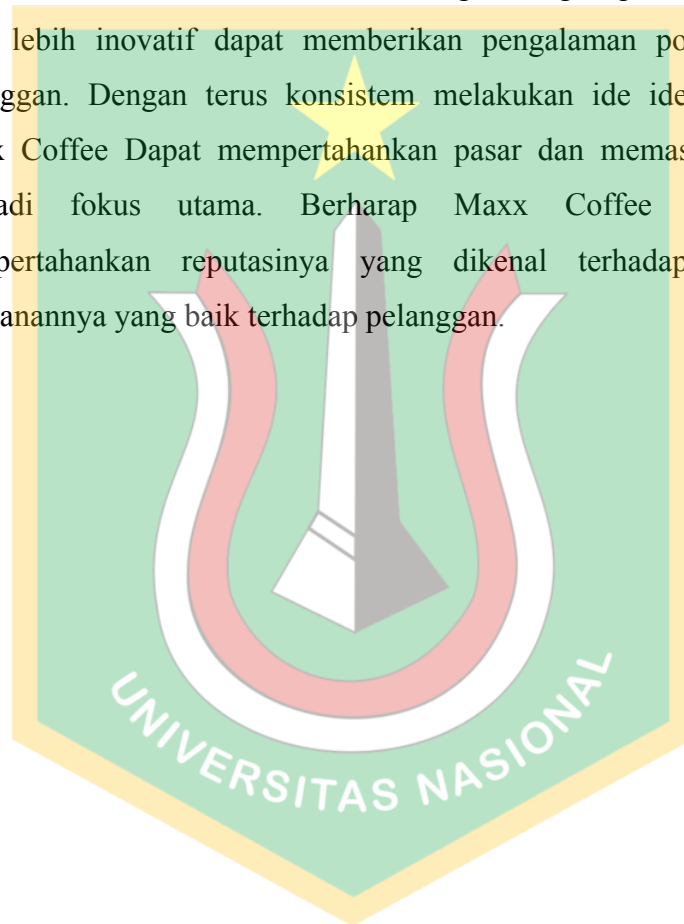 lebih inovatif dapat memberikan pengalaman po
ggan. Dengan terus konsistem melakukan ide ide
x Coffee Dapat mempertahankan pasar dan memas
adi fokus utama. Berharap Maxx Coffee
pertahankan reputasinya yang dikenal terhadap
anannya yang baik terhadap pelanggan.
UNIVERSITAS NASIONAL